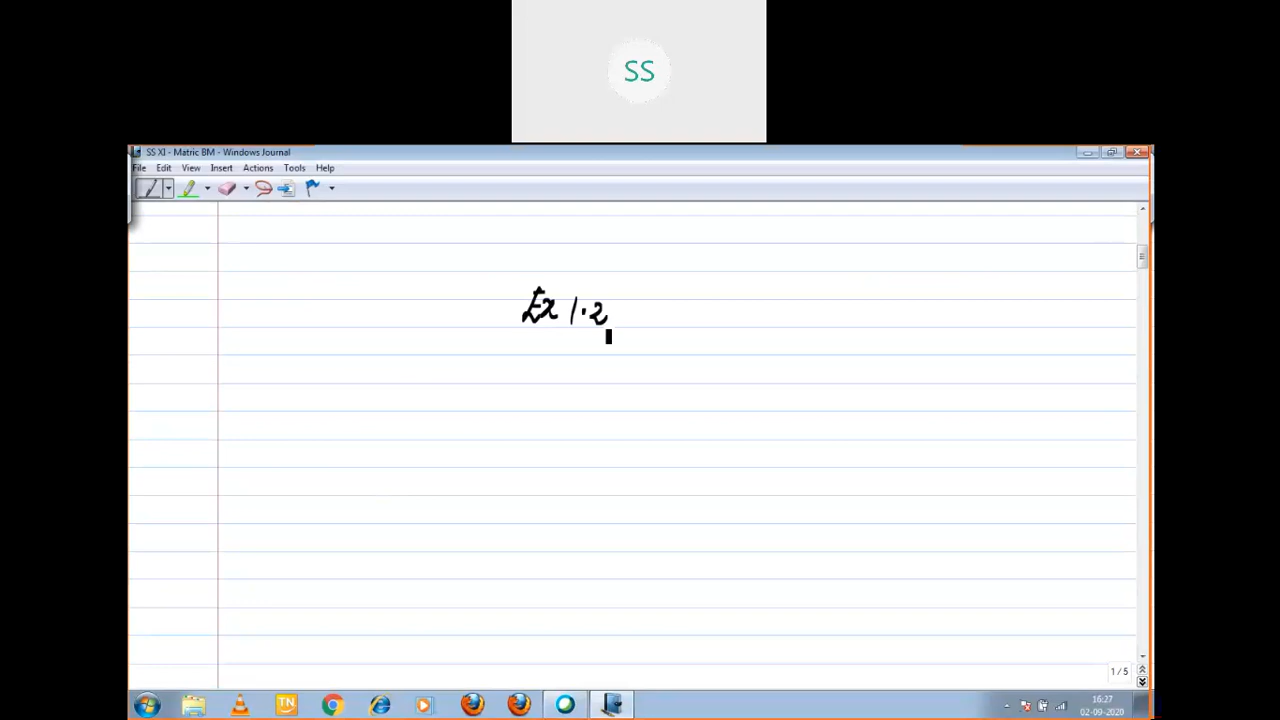 SS
SS XI - Matric BM - Windows Journal
File Edit View Insert Actions Tools Help
Ex 1.2
1 / 5
TN
16:27
02-09-2020